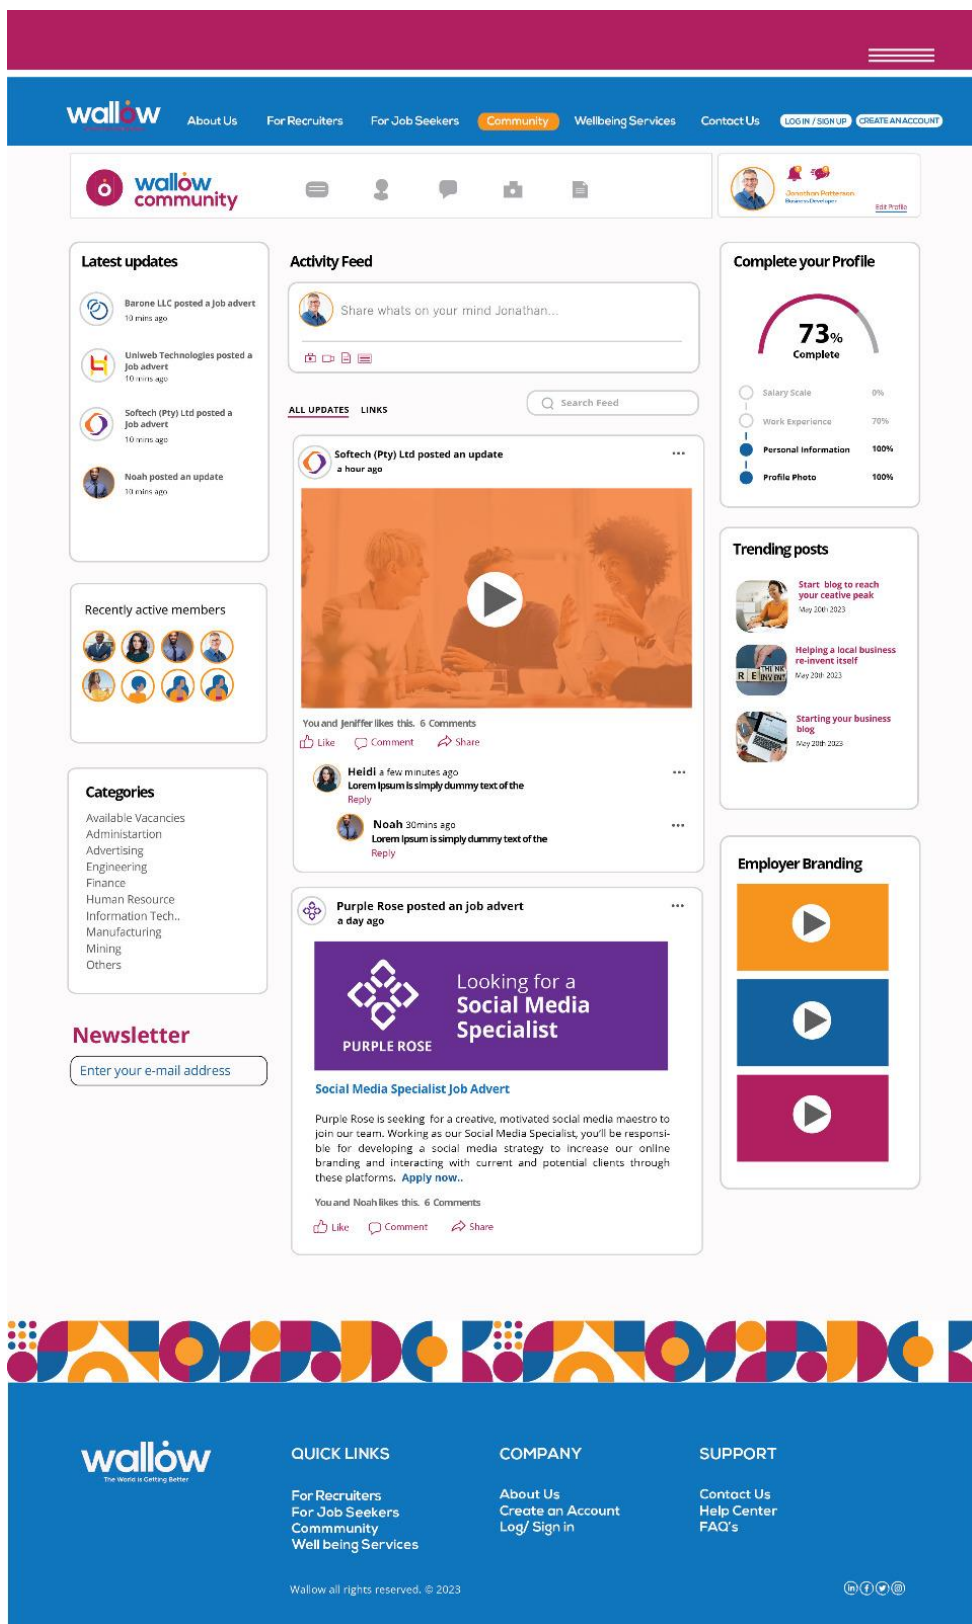 wallow
About Us
For Recruiters
For Job Seekers
Community
Wellbeing Services
Contact Us
LOG IN / SIGN UP
CREATE AN ACCOUNT
wallow
community
Jonathan Patterson
Business Developer
Edit Profile
Latest updates
Barone LLC posted a Job advert
10 mins ago
Uniweb Technologies posted a
Job advert
10 mins ago
Softech (Pty) Ltd posted a
Job advert
10 mins ago
Noah posted an update
10 mins ago
Recently active members
Categories
Available Vacancies
Administartion
Advertising
Engineering
Finance
Human Resource
Information Tech..
Manufacturing
Mining
Others
Newsletter
Enter your e-mail address
Activity Feed
Share whats on your mind Jonathan...
ALL UPDATES
LINKS
Search Feed
Softech (Pty) Ltd posted an update
a hour ago
You and Jeniffer likes this. 6 Comments
Like
Comment
Share
Heidi a few minutes ago
Lorem Ipsum is simply dummy text of the
Reply
Noah 30mins ago
Lorem Ipsum is simply dummy text of the
Reply
Purple Rose posted an job advert
a day ago
PURPLE ROSE
Looking for a
Social Media
Specialist
Social Media Specialist Job Advert
Purple Rose is seeking for a creative, motivated social media maestro to
join our team. Working as our Social Media Specialist, you'll be responsi-
ble for developing a social media strategy to increase our online
branding and interacting with current and potential clients through
these platforms. Apply now..
You and Noah likes this. 6 Comments
Like
Comment
Share
Complete your Profile
73%
Complete
Salary Scale 0%
Work Experience 70%
Personal Information 100%
Profile Photo 100%
Trending posts
Start blog to reach
your ceative peak
May 20th 2023
THINK
RE INVENT
Helping a local business
re-invent itself
May 20th 2023
Starting your business
blog
May 20th 2023
Employer Branding
wallow
The World is Getting Better
QUICK LINKS
For Recruiters
For Job Seekers
Commmunity
Well being Services
COMPANY
About Us
Create an Account
Log/ Sign in
SUPPORT
Contact Us
Help Center
FAQ's
Wallow all rights reserved. © 2023